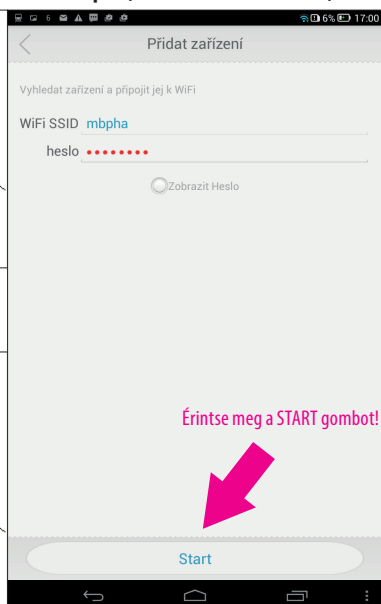 6 6% 17:00
Přidat zařízení
Vyhledat zařízení a připojit jej k WiFi
WiFi SSID mbpha
heslo ••••••••
Zobrazit Heslo
Érintse meg a START gombot!
Start